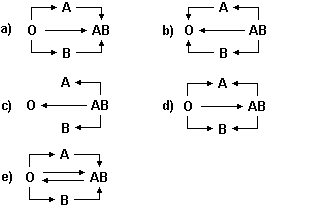 A A
a) O AB b) O AB
B B
A A
c) O AB d) O AB
B B
A
e) O AB
B